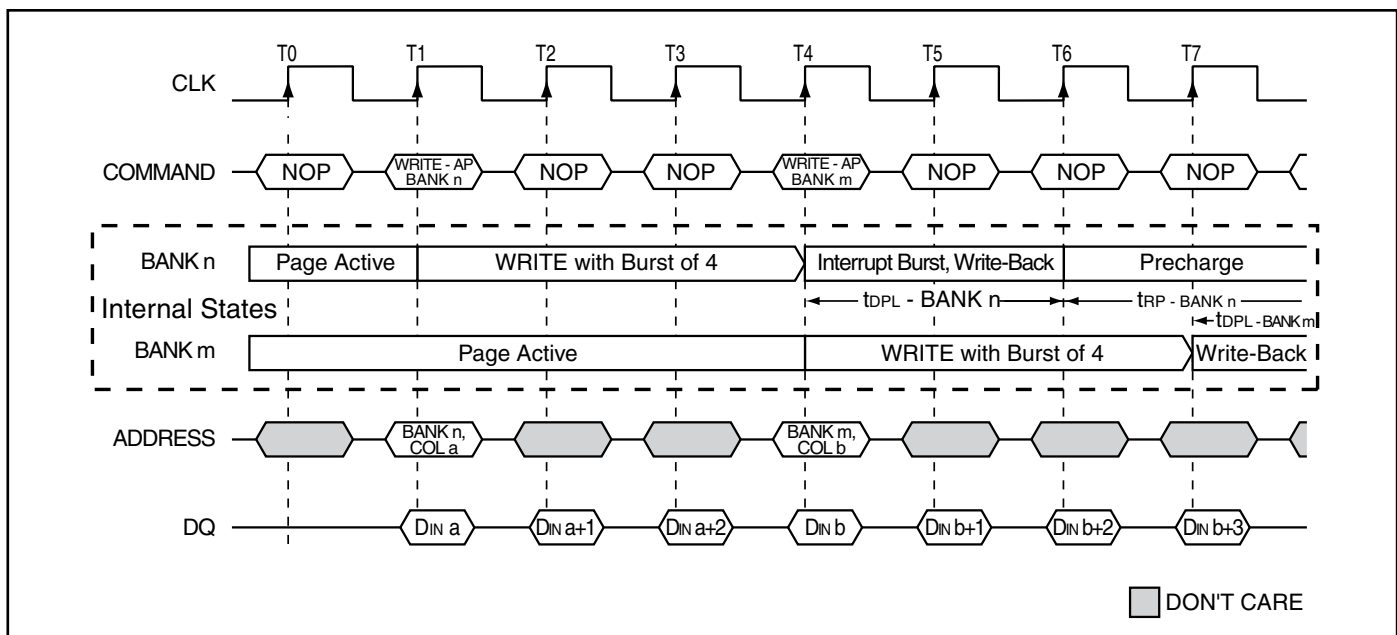 T0 T1 T2 T3 T4 T5 T6 T7
CLK
COMMAND NOP WRITE - AP BANK n NOP NOP WRITE - AP BANK m NOP NOP NOP
BANK n Page Active WRITE with Burst of 4 Interrupt Burst, Write-Back Precharge
tDPL - BANK n tRP - BANK n
Internal States
tDPL - BANK m
BANK m Page Active WRITE with Burst of 4 Write-Back
ADDRESS BANK n, COL a BANK m, COL b
DQ DIN a DIN a+1 DIN a+2 DIN b DIN b+1 DIN b+2 DIN b+3
DON'T CARE